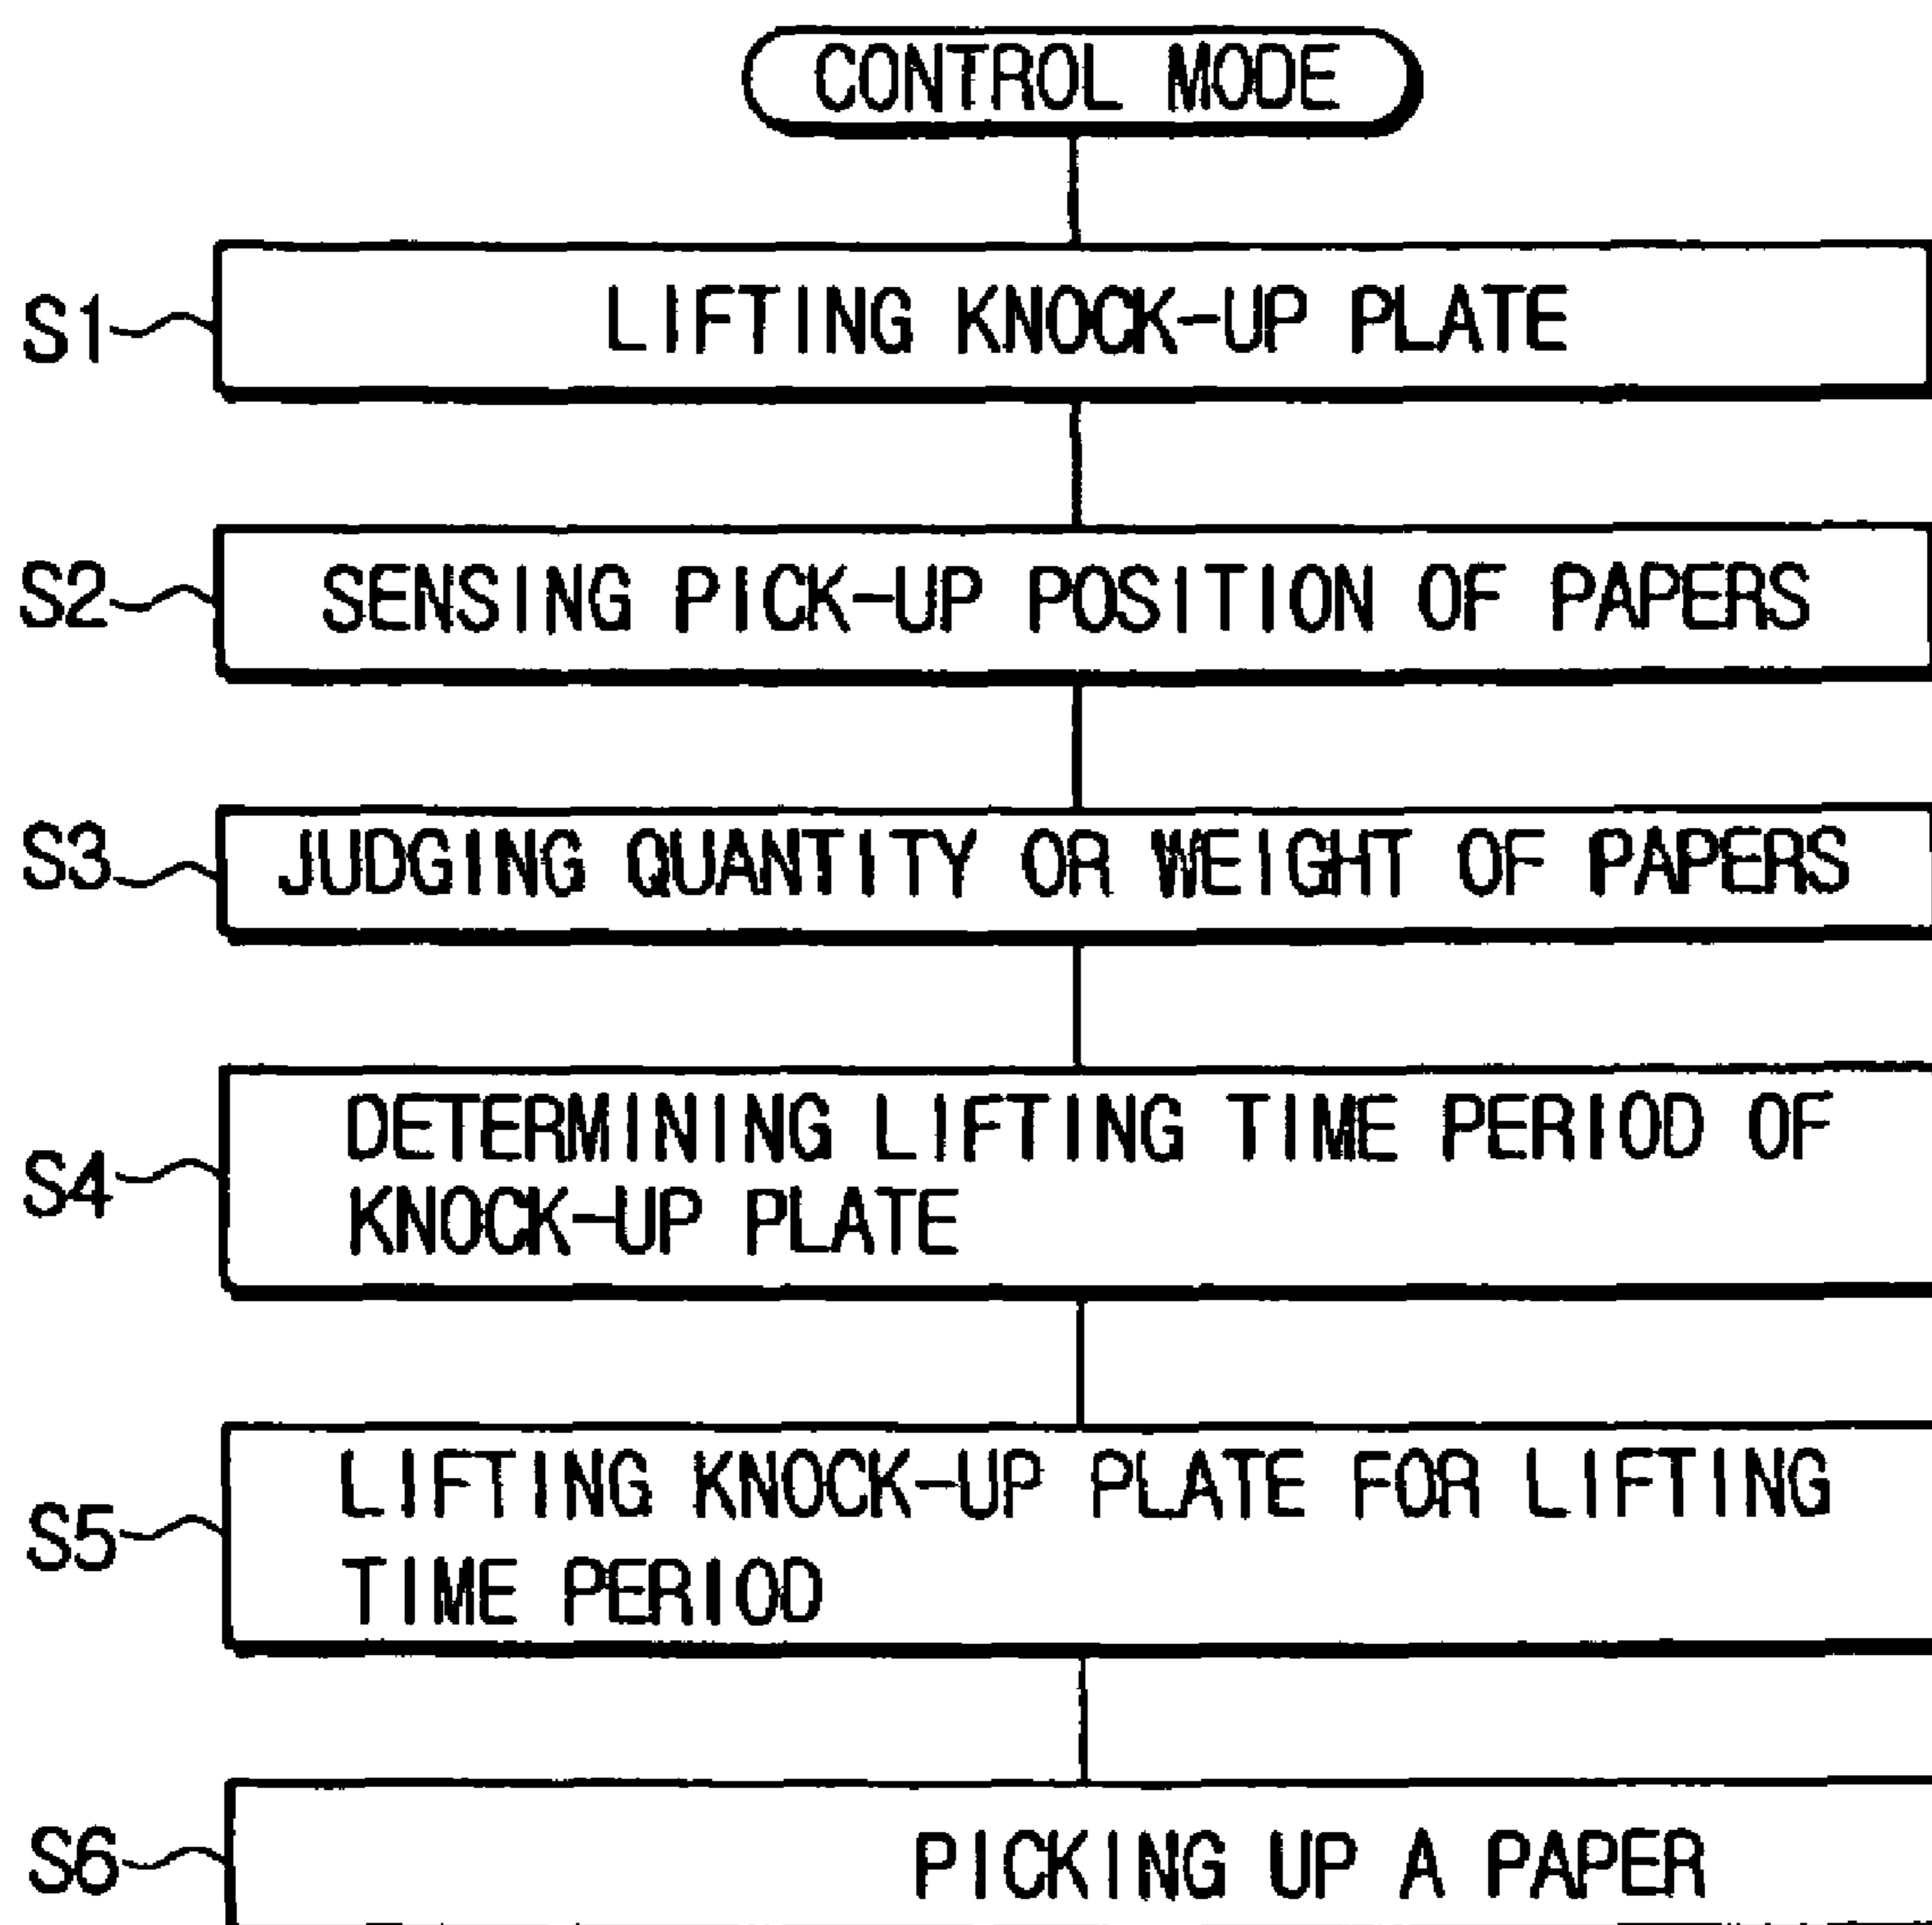 CONTROL MODE
S1 LIFTING KNOCK-UP PLATE
S2 SENSING PICK-UP POSITION OF PAPERS
S3 JUDGING QUANTITY OR WEIGHT OF PAPERS
S4 DETERMINING LIFTING TIME PERIOD OF
KNOCK-UP PLATE
S5 LIFTING KNOCK-UP PLATE FOR LIFTING
TIME PERIOD
S6 PICKING UP A PAPER